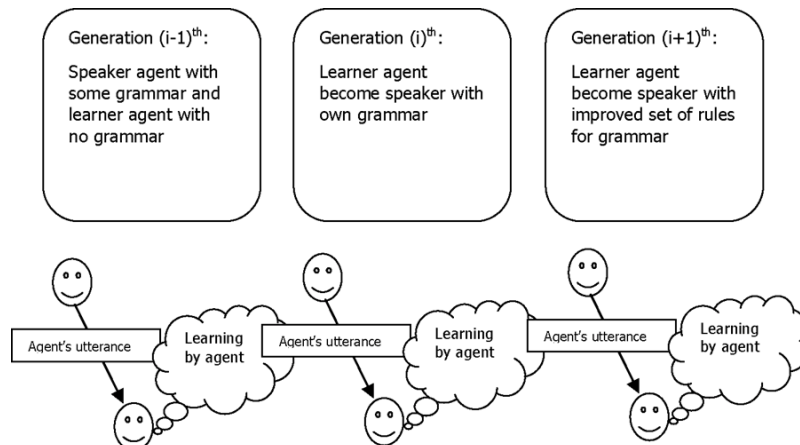 Generation (i-1)th:
Speaker agent with
some grammar and
learner agent with
no grammar
Generation (i)th:
Learner agent
become speaker with
own grammar
Generation (i+1)th:
Learner agent
become speaker with
improved set of rules
for grammar
Agent's utterance
Learning
by agent
Agent's utterance
Learning
by agent
Agent's utterance
Learning
by agent